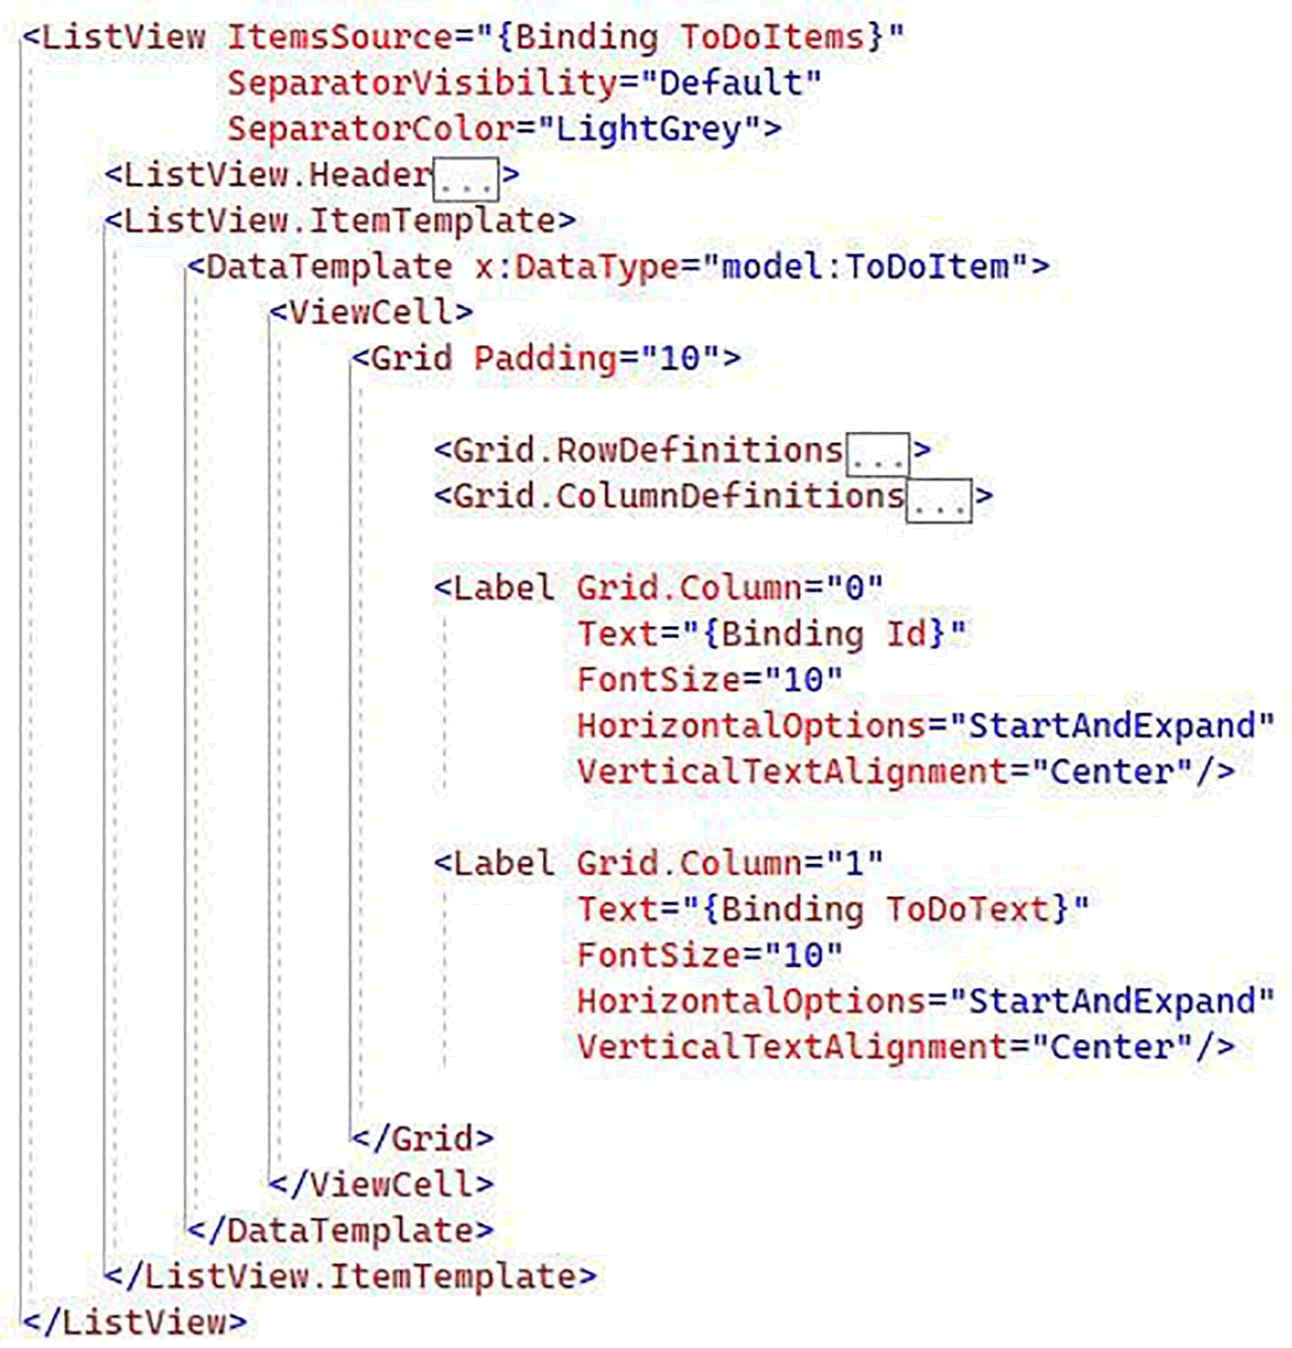 <ListView ItemsSource="{Binding ToDoItems}"
SeparatorVisibility="Default"
SeparatorColor="LightGrey">
<ListView.Header...>
<ListView.ItemTemplate>
<DataTemplate x:DataType="model:ToDoItem">
<ViewCell>
<Grid Padding="10">
<Grid.RowDefinitions...>
<Grid.ColumnDefinitions...>
<Label Grid.Column="0"
Text="{Binding Id}"
FontSize="10"
HorizontalOptions="StartAndExpand"
VerticalTextAlignment="Center"/>
<Label Grid.Column="1"
Text="{Binding ToDoText}"
FontSize="10"
HorizontalOptions="StartAndExpand"
VerticalTextAlignment="Center"/>
</Grid>
</ViewCell>
</DataTemplate>
</ListView.ItemTemplate>
</ListView>